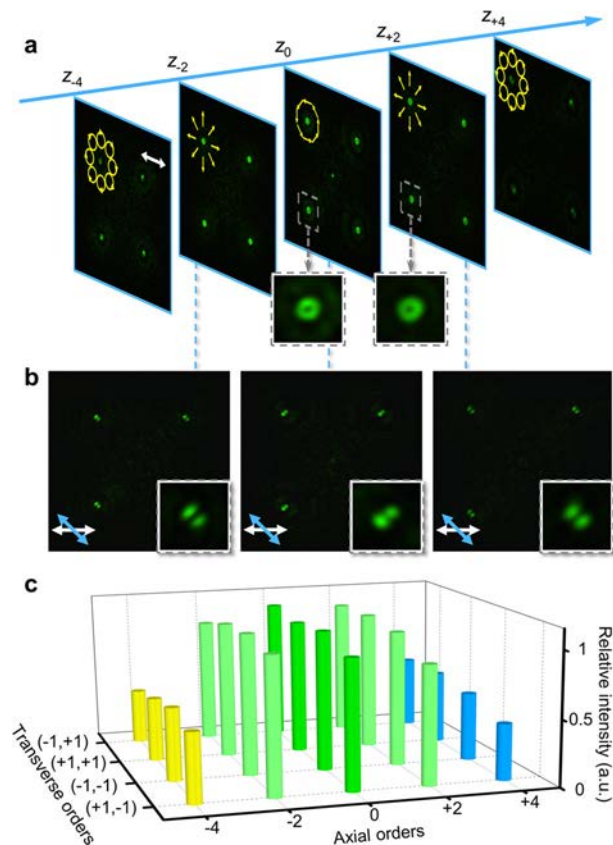 a
z-4
z-2
z0
z+2
z+4
b
c
Relative intensity (a.u.)
1
0.5
0
Transverse orders
(-1,+1)
(+1,+1)
(-1,-1)
(+1,-1)
-4
-2
0
+2
+4
Axial orders